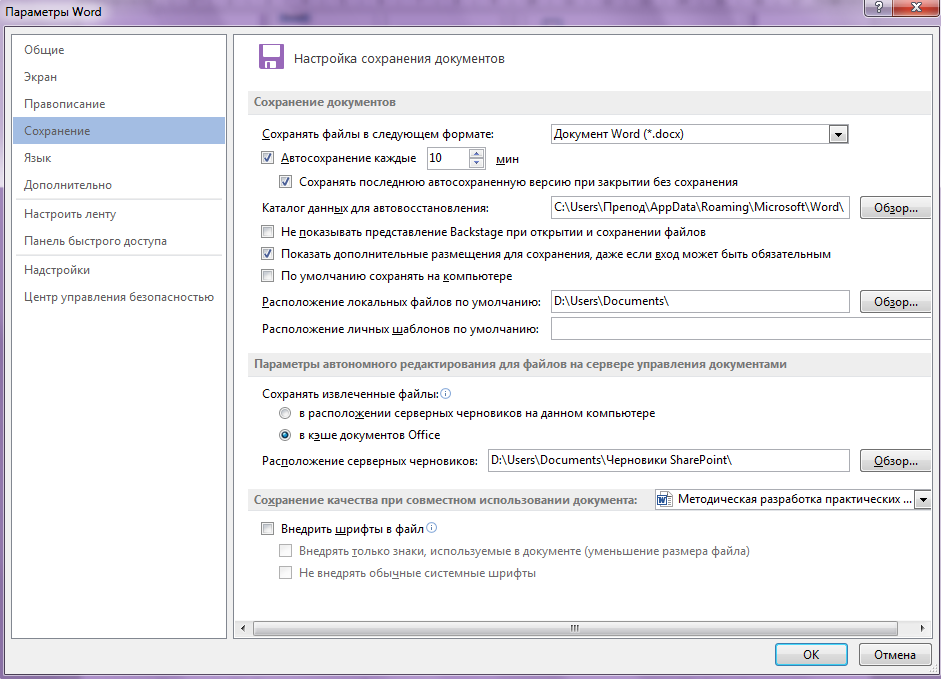 Параметры Word
?
Общие
Экран
Правописание
Сохранение
Язык
Дополнительно
Настроить ленту
Панель быстрого доступа
Надстройки
Центр управления безопасностью
Настройка сохранения документов
Сохранение документов
Сохранять файлы в следующем формате: Документ Word (*.docx)
Автосохранение каждые 10 мин
Сохранять последнюю автосохраненную версию при закрытии без сохранения
Каталог данных для автовосстановления: C:\Users\Препод\AppData\Roaming\Microsoft\Word\ Обзор...
Не показывать представление Backstage при открытии и сохранении файлов
Показать дополнительные размещения для сохранения, даже если вход может быть обязательным
По умолчанию сохранять на компьютере
Расположение локальных файлов по умолчанию: D:\Users\Documents\ Обзор...
Расположение личных шаблонов по умолчанию:
Параметры автономного редактирования для файлов на сервере управления документами
Сохранять извлеченные файлы:
в расположении серверных черновиков на данном компьютере
в кэше документов Office
Расположение серверных черновиков: D:\Users\Documents\Черновики SharePoint\ Обзор...
Сохранение качества при совместном использовании документа: Методическая разработка практических ...
Внедрить шрифты в файл
Внедрять только знаки, используемые в документе (уменьшение размера файла)
Не внедрять обычные системные шрифты
ОК Отмена